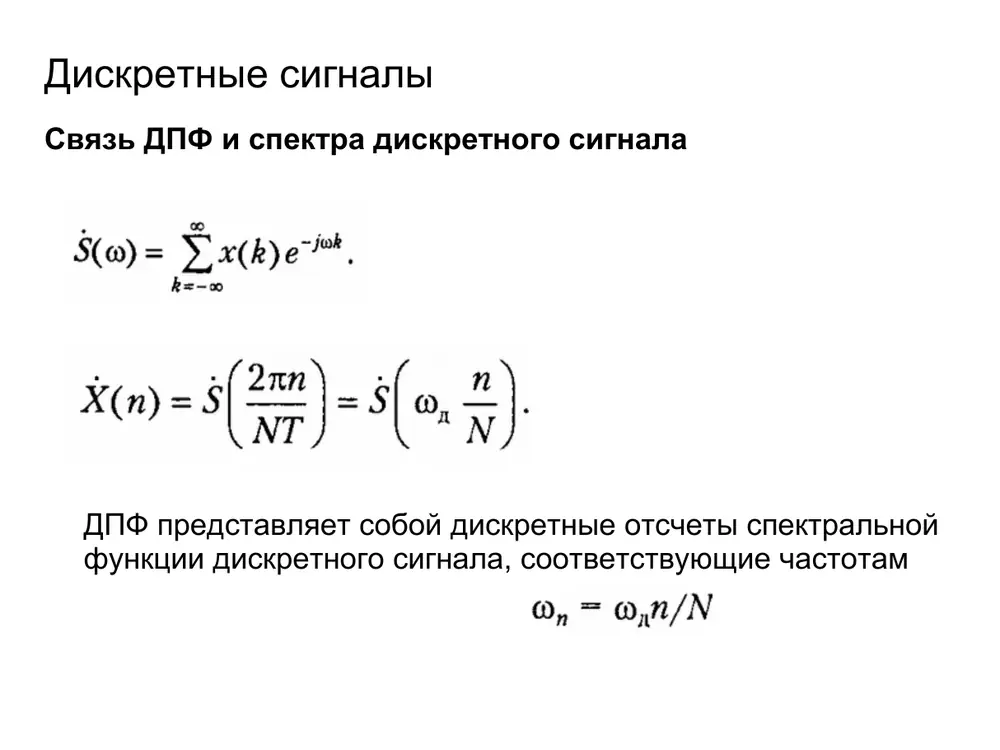 Дискретные сигналы
Связь ДПФ и спектра дискретного сигнала
Ṡ(ω) = ∑_{k=-∞}^{∞} x(k) e^{-jωk}.
Ẋ(n) = Ṡ(2πn/NT) = Ṡ(ω_д n/N).
ДПФ представляет собой дискретные отсчеты спектральной
функции дискретного сигнала, соответствующие частотам
ω_n = ω_д n/N